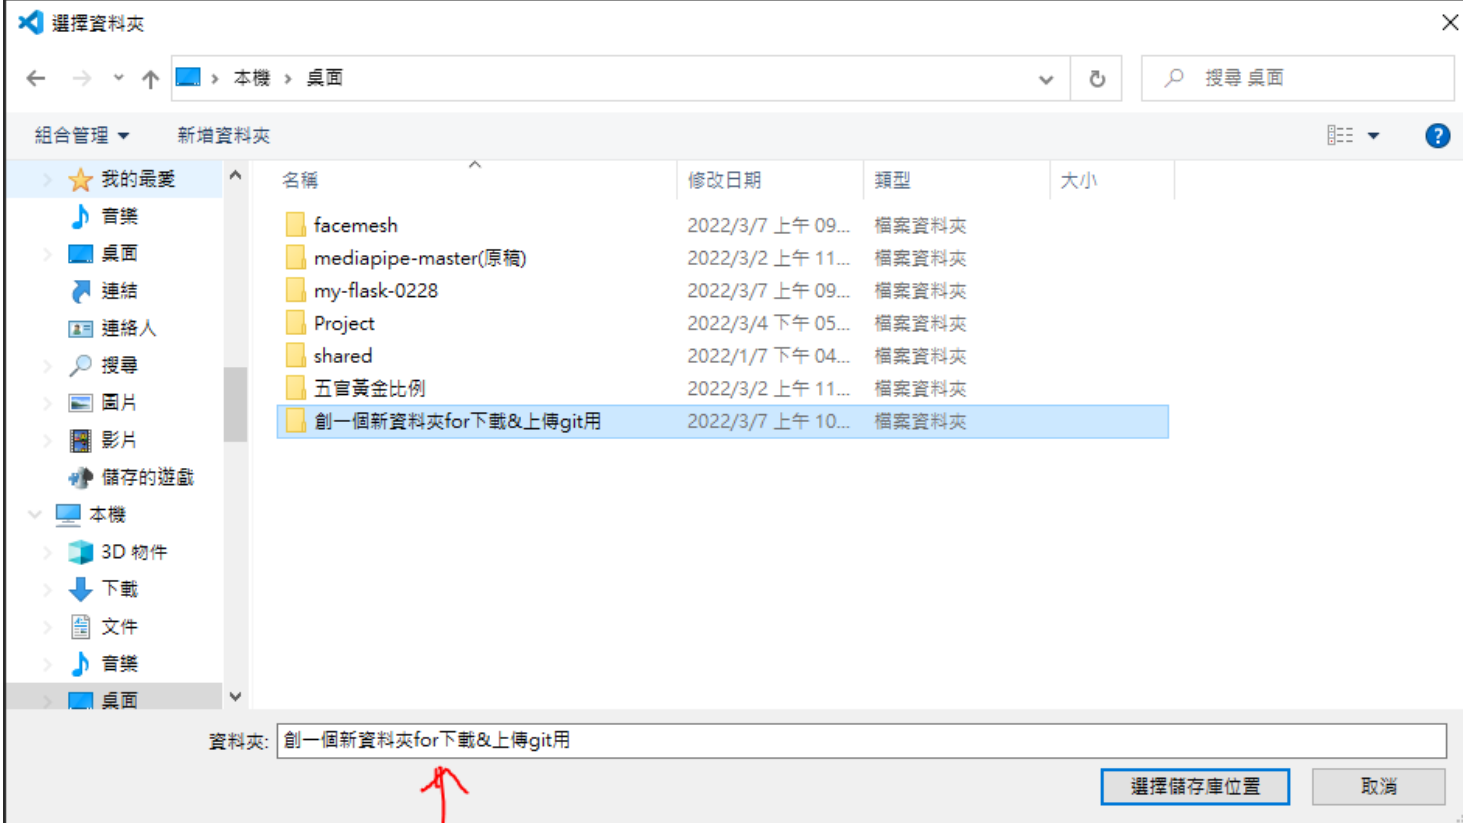 選擇資料夾
本機 › 桌面
搜尋 桌面
組合管理 新增資料夾
我的最愛
音樂
桌面
連結
連絡人
搜尋
圖片
影片
儲存的遊戲
本機
3D 物件
下載
文件
音樂
桌面
名稱 修改日期 類型 大小
facemesh 2022/3/7 上午 09... 檔案資料夾
mediapipe-master(原稿) 2022/3/2 上午 11... 檔案資料夾
my-flask-0228 2022/3/7 上午 09... 檔案資料夾
Project 2022/3/4 下午 05... 檔案資料夾
shared 2022/1/7 下午 04... 檔案資料夾
五官黃金比例 2022/3/2 上午 11... 檔案資料夾
創一個新資料夾for下載&上傳git用 2022/3/7 上午 10... 檔案資料夾
資料夾: 創一個新資料夾for下載&上傳git用
選擇儲存庫位置 取消